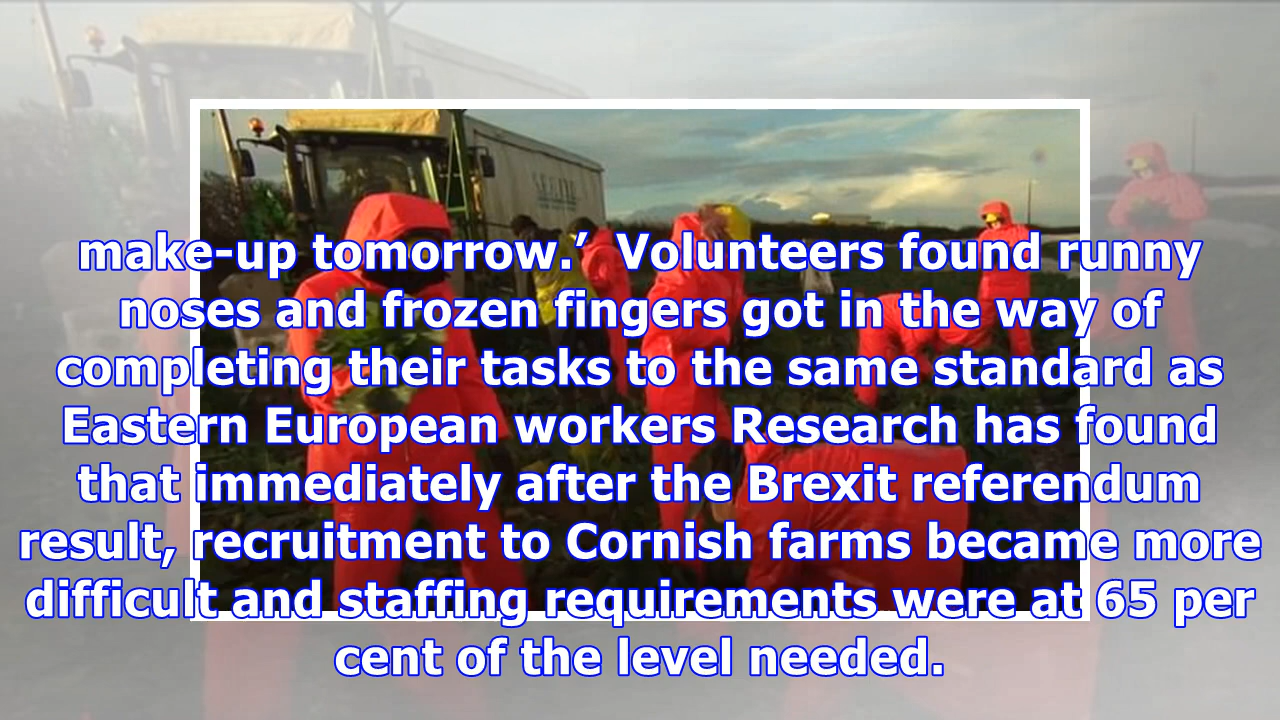 make-up tomorrow.’  Volunteers found runny
noses and frozen fingers got in the way of
completing their tasks to the same standard as
Eastern European workers Research has found
that immediately after the Brexit referendum
result, recruitment to Cornish farms became more
difficult and staffing requirements were at 65 per
cent of the level needed.